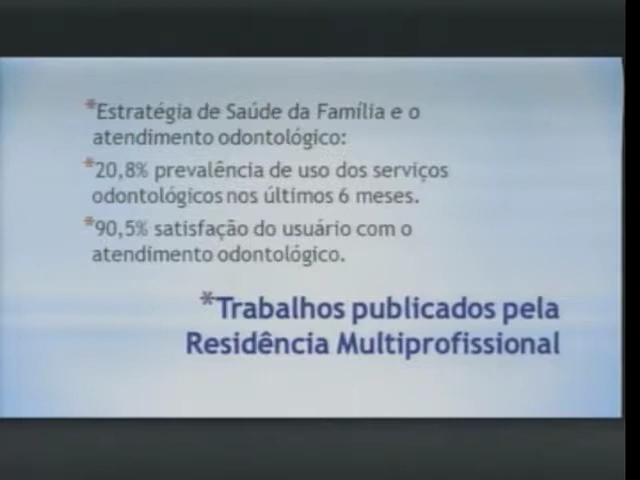 *Estratégia de Saúde da Família e o
atendimento odontológico:
*20,8% prevalência de uso dos serviços
odontológicos nos últimos 6 meses.
*90,5% satisfação do usuário com o
atendimento odontológico.
*Trabalhos publicados pela
Residência Multiprofissional